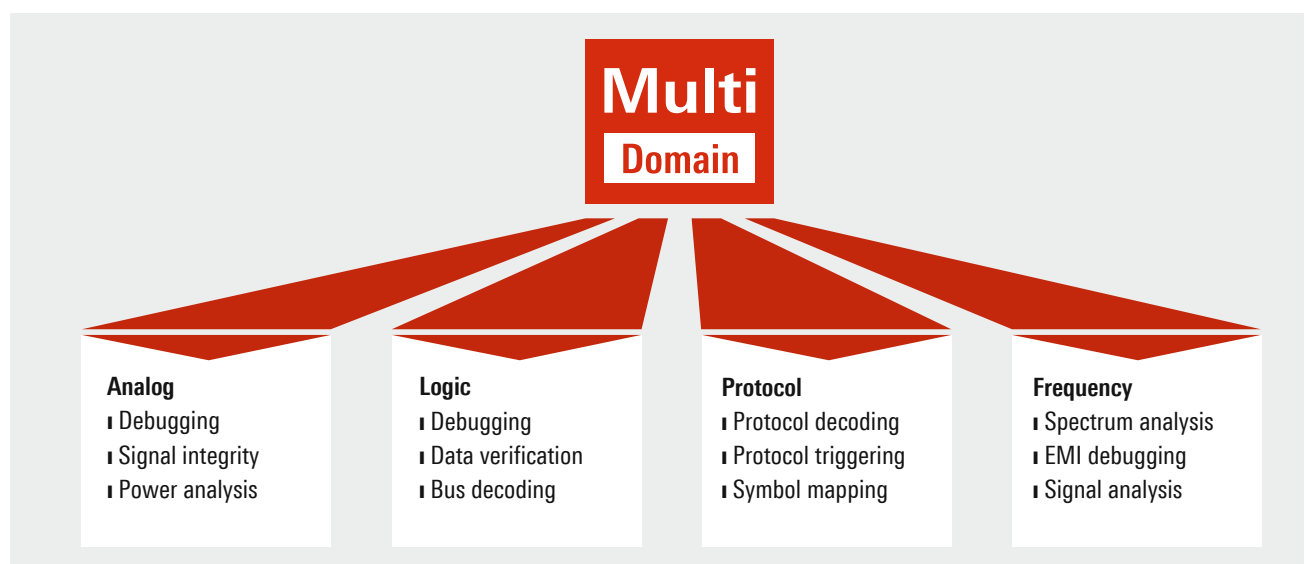 Multi
Domain
Analog
Debugging
Signal integrity
Power analysis
Logic
Debugging
Data verification
Bus decoding
Protocol
Protocol decoding
Protocol triggering
Symbol mapping
Frequency
Spectrum analysis
EMI debugging
Signal analysis